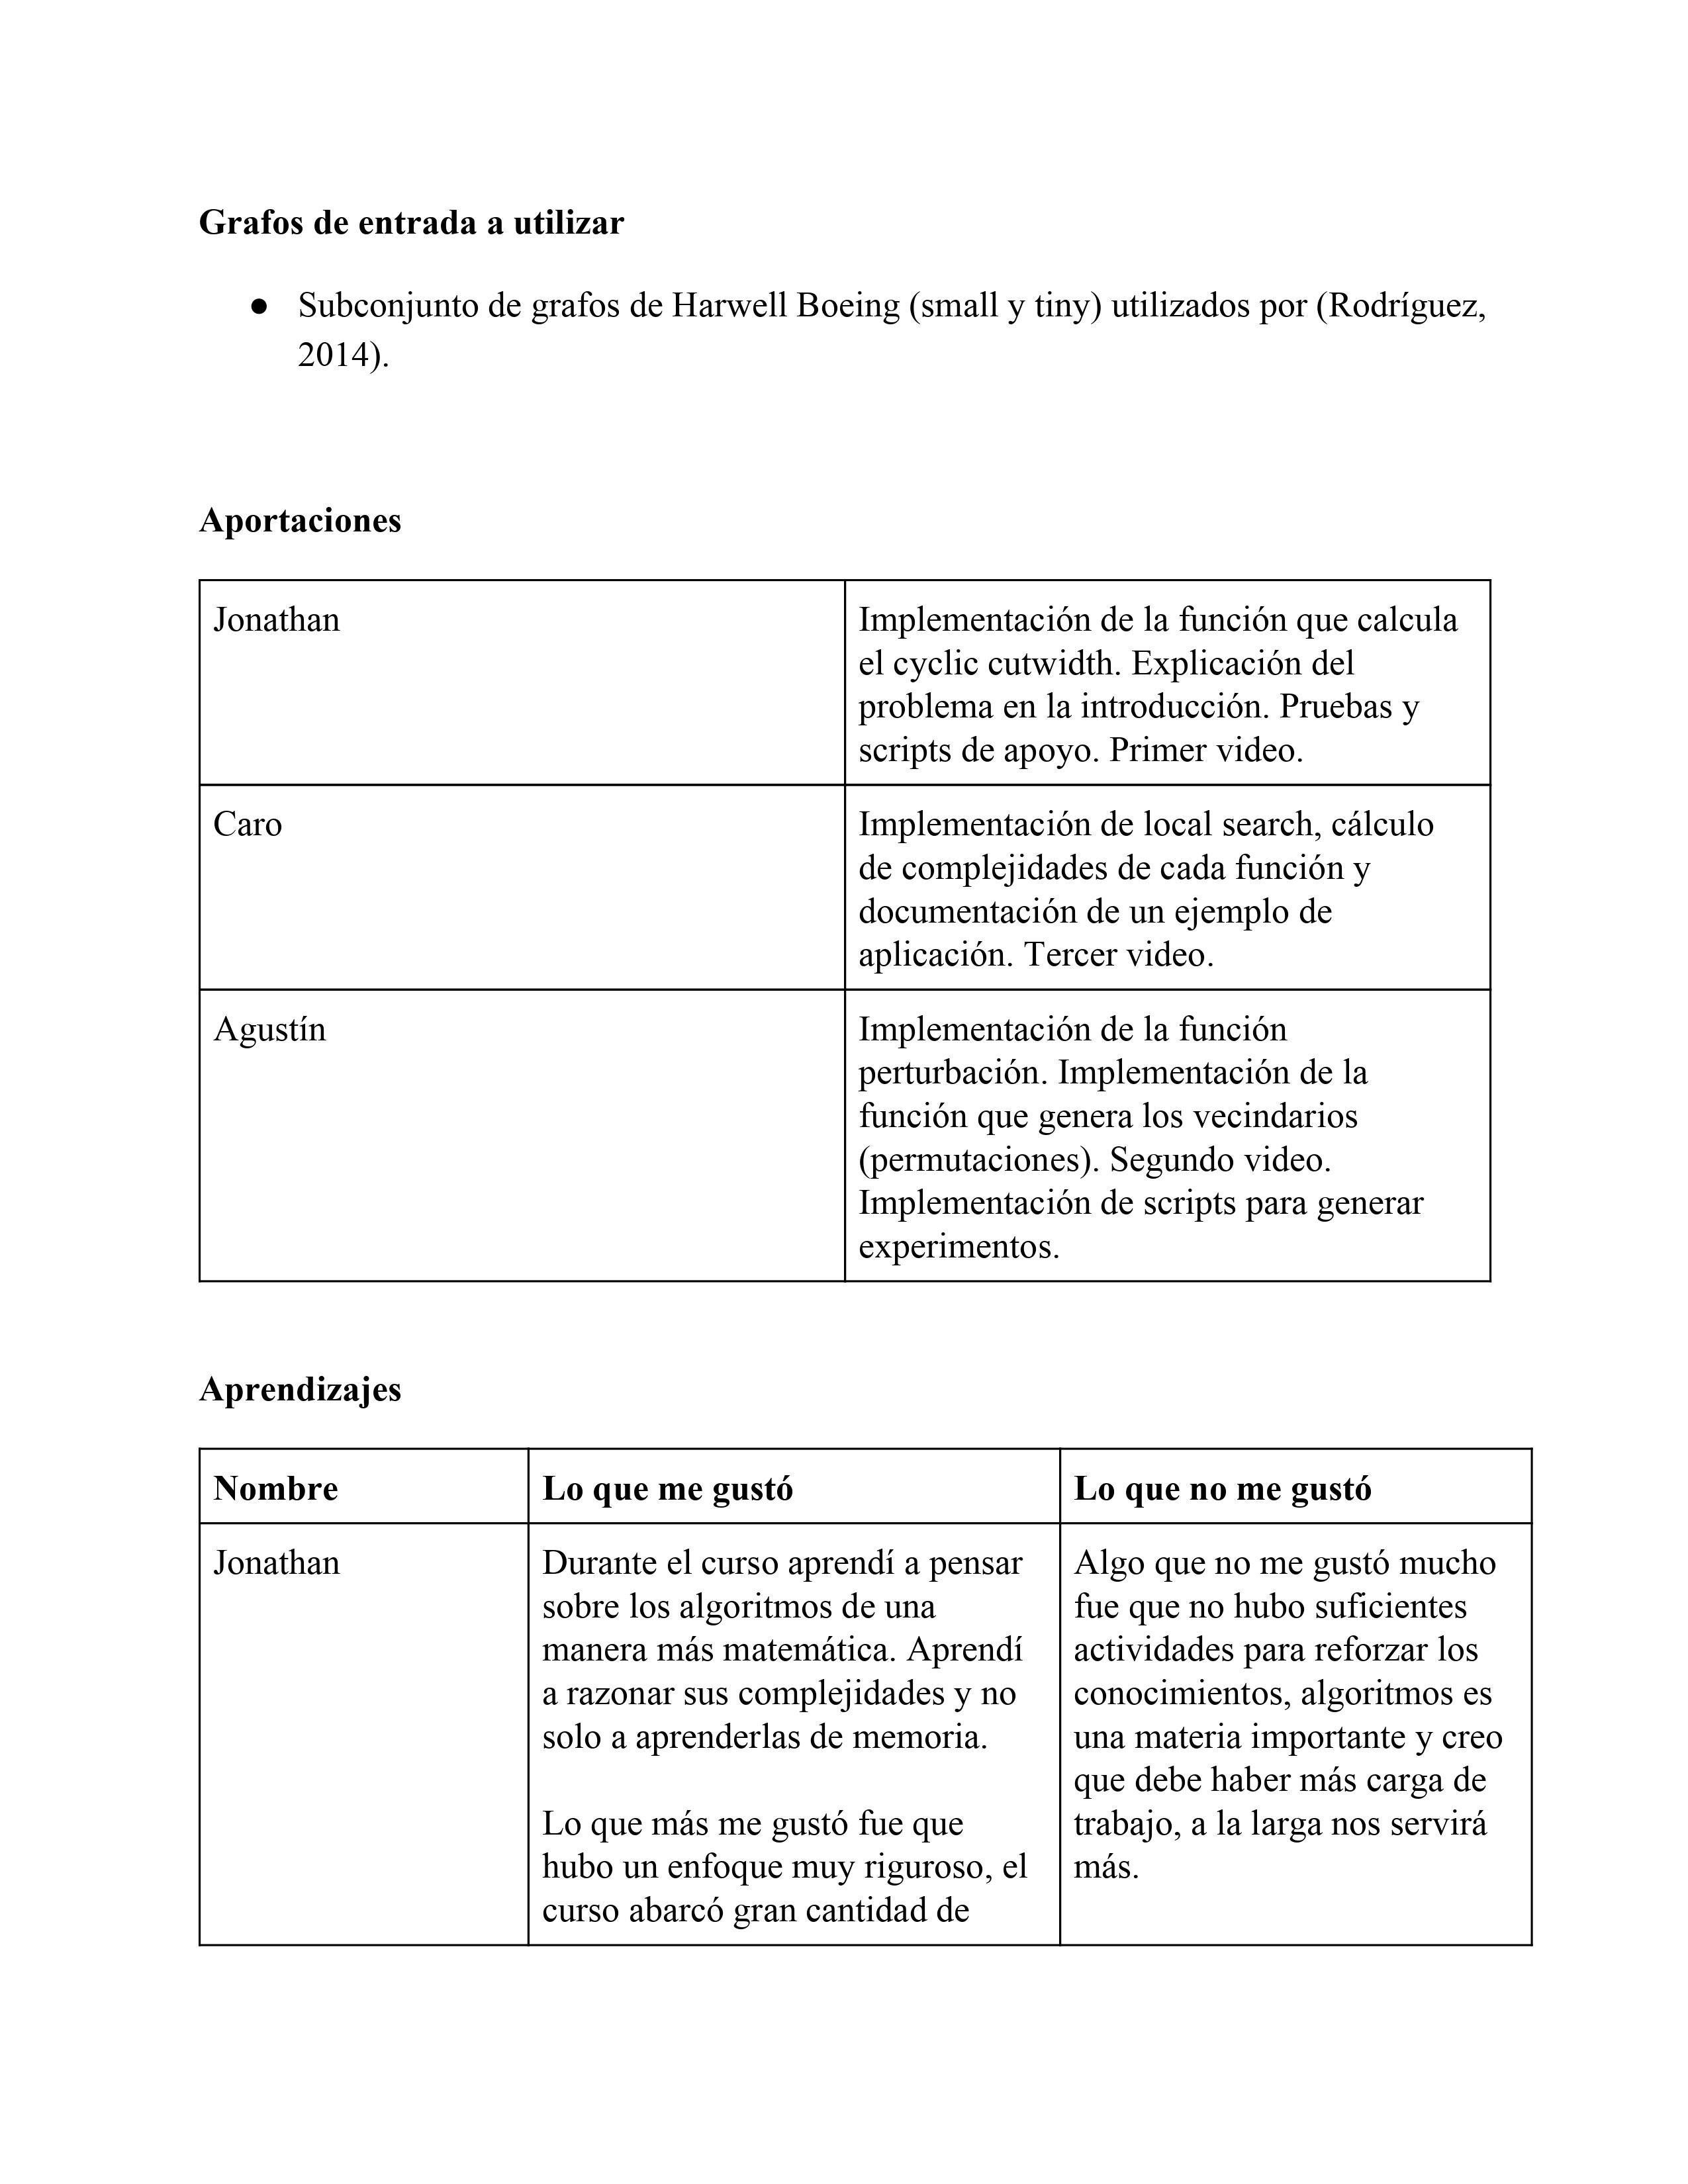 Grafos de entrada a utilizar
● Subconjunto de grafos de Harwell Boeing (small y tiny) utilizados por (Rodríguez,
2014).
Aportaciones
Jonathan
Implementación de la función que calcula
el cyclic cutwidth. Explicación del
problema en la introducción. Pruebas y
scripts de apoyo. Primer video.
Caro
Implementación de local search, cálculo
de complejidades de cada función y
documentación de un ejemplo de
aplicación. Tercer video.
Agustín
Implementación de la función
perturbación. Implementación de la
función que genera los vecindarios
(permutaciones). Segundo video.
Implementación de scripts para generar
experimentos.
Aprendizajes
Nombre
Lo que me gustó
Lo que no me gustó
Jonathan
Durante el curso aprendí a pensar
sobre los algoritmos de una
manera más matemática. Aprendí
a razonar sus complejidades y no
solo a aprenderlas de memoria.
Lo que más me gustó fue que
hubo un enfoque muy riguroso, el
curso abarcó gran cantidad de
Algo que no me gustó mucho
fue que no hubo suficientes
actividades para reforzar los
conocimientos, algoritmos es
una materia importante y creo
que debe haber más carga de
trabajo, a la larga nos servirá
más.